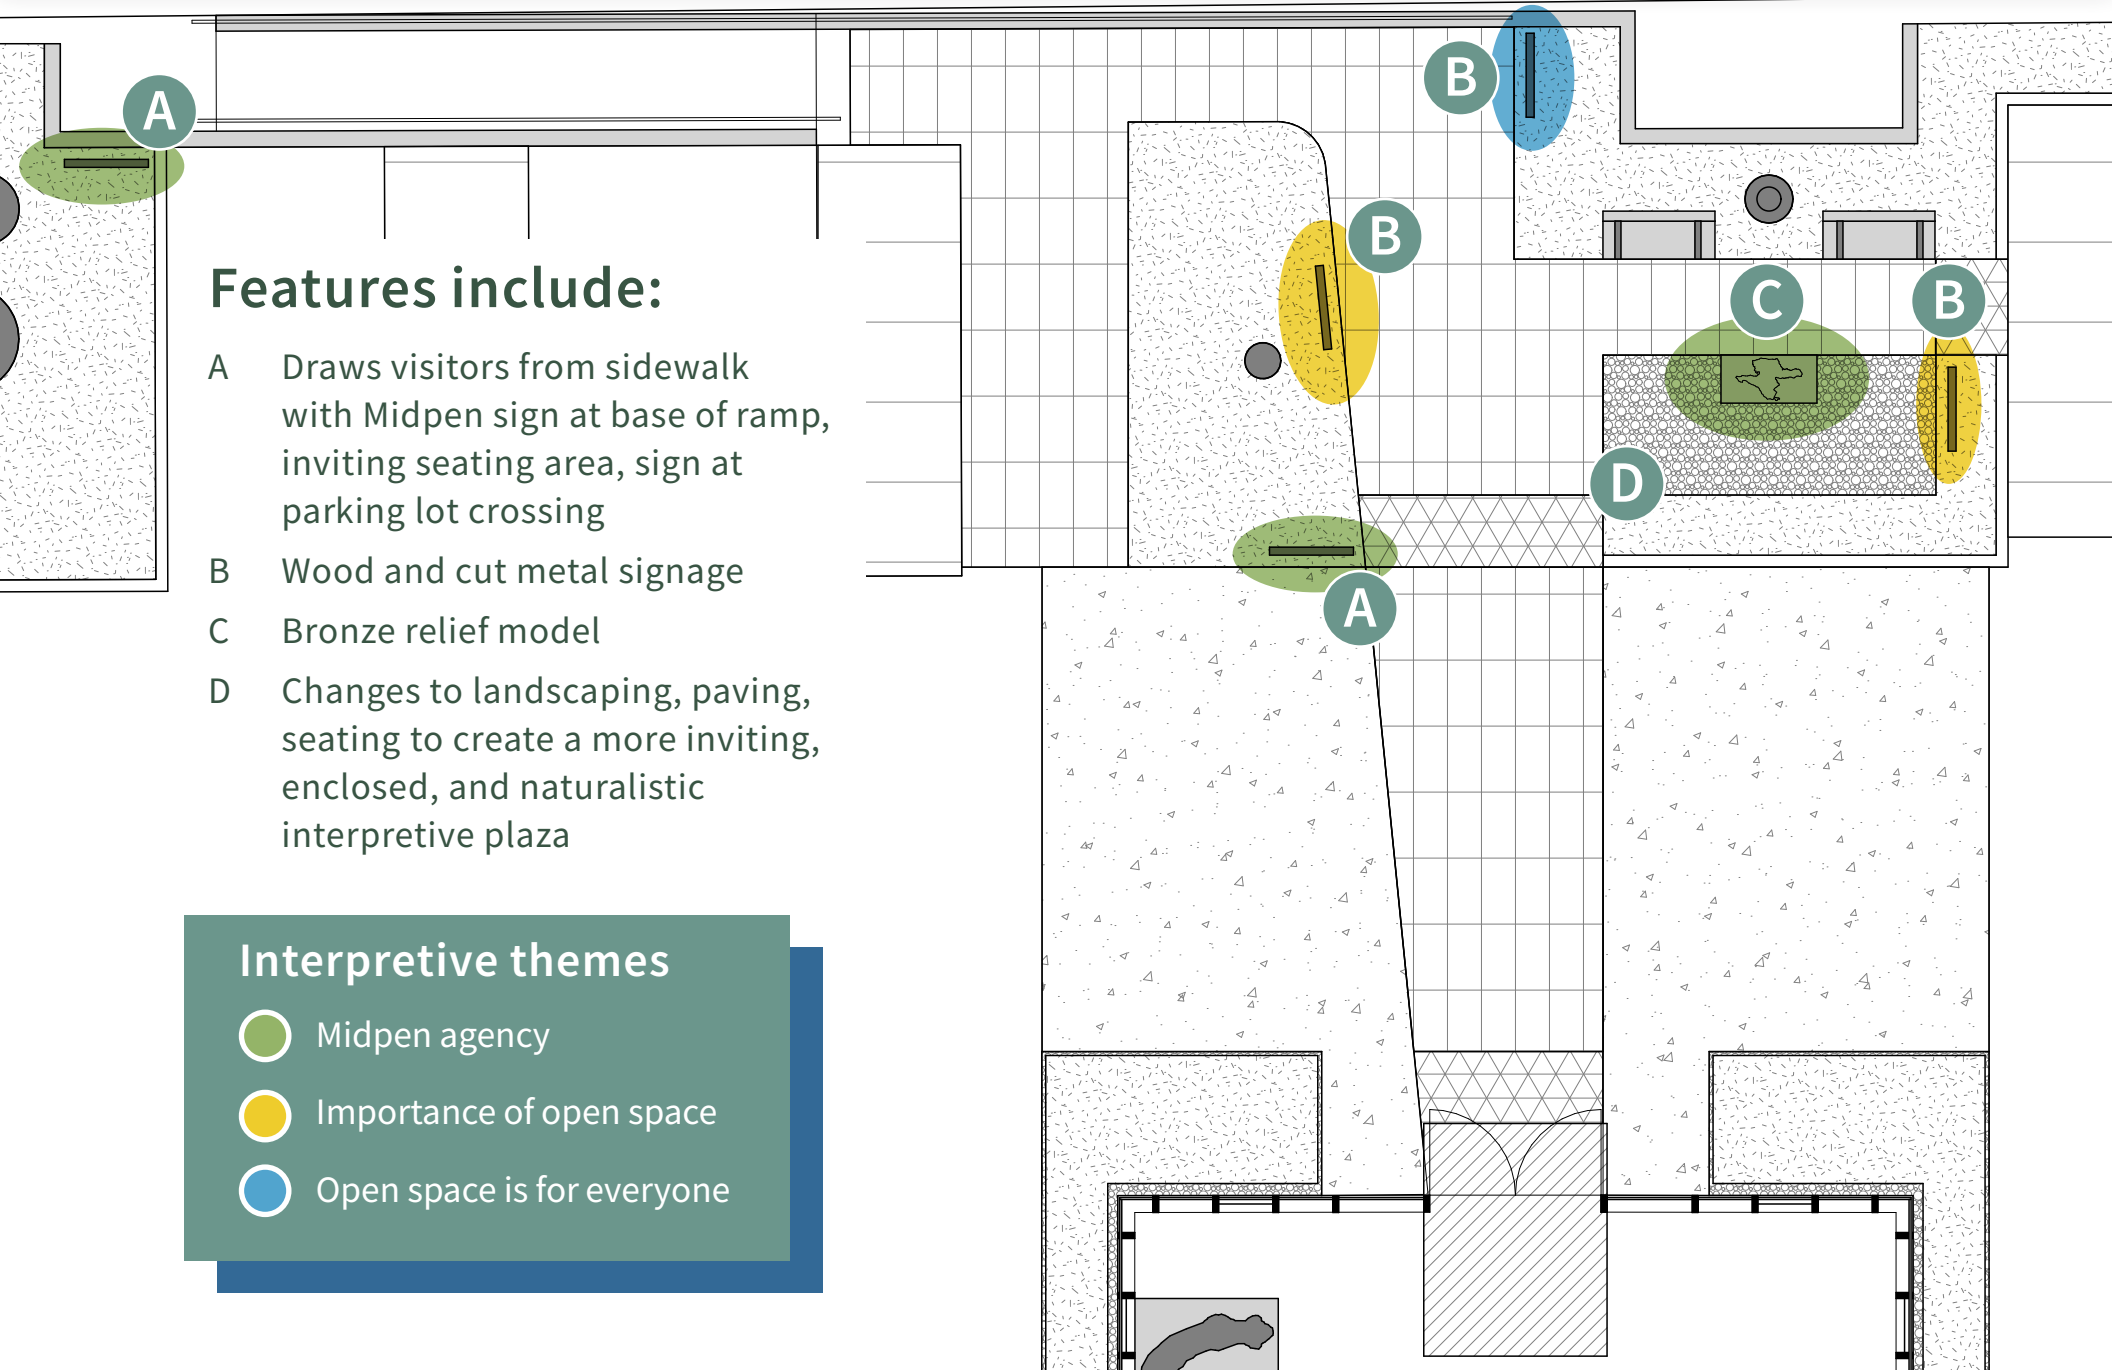 A
B
B
C
B
D
A
Features include:
A Draws visitors from sidewalk
with Midpen sign at base of ramp,
inviting seating area, sign at
parking lot crossing
B Wood and cut metal signage
C Bronze relief model
D Changes to landscaping, paving,
seating to create a more inviting,
enclosed, and naturalistic
interpretive plaza
Interpretive themes
Midpen agency
Importance of open space
Open space is for everyone